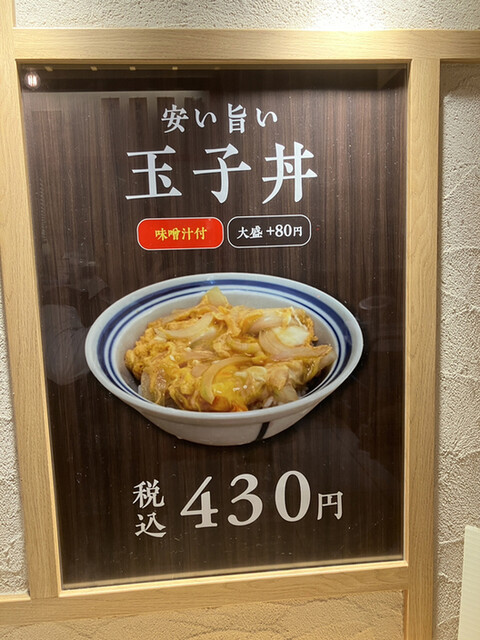 安い旨い
玉子丼
味噌汁付
大盛 +80円
税込 430円